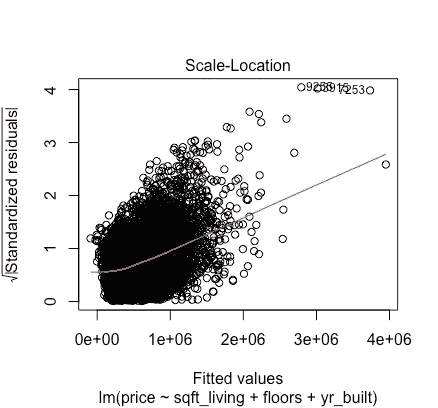 Scale-Location
√|Standardized residuals|
4
3
2
1
0
7253
0e+00 1e+06 2e+06 3e+06 4e+06
Fitted values
lm(price ~ sqft_living + floors + yr_built)